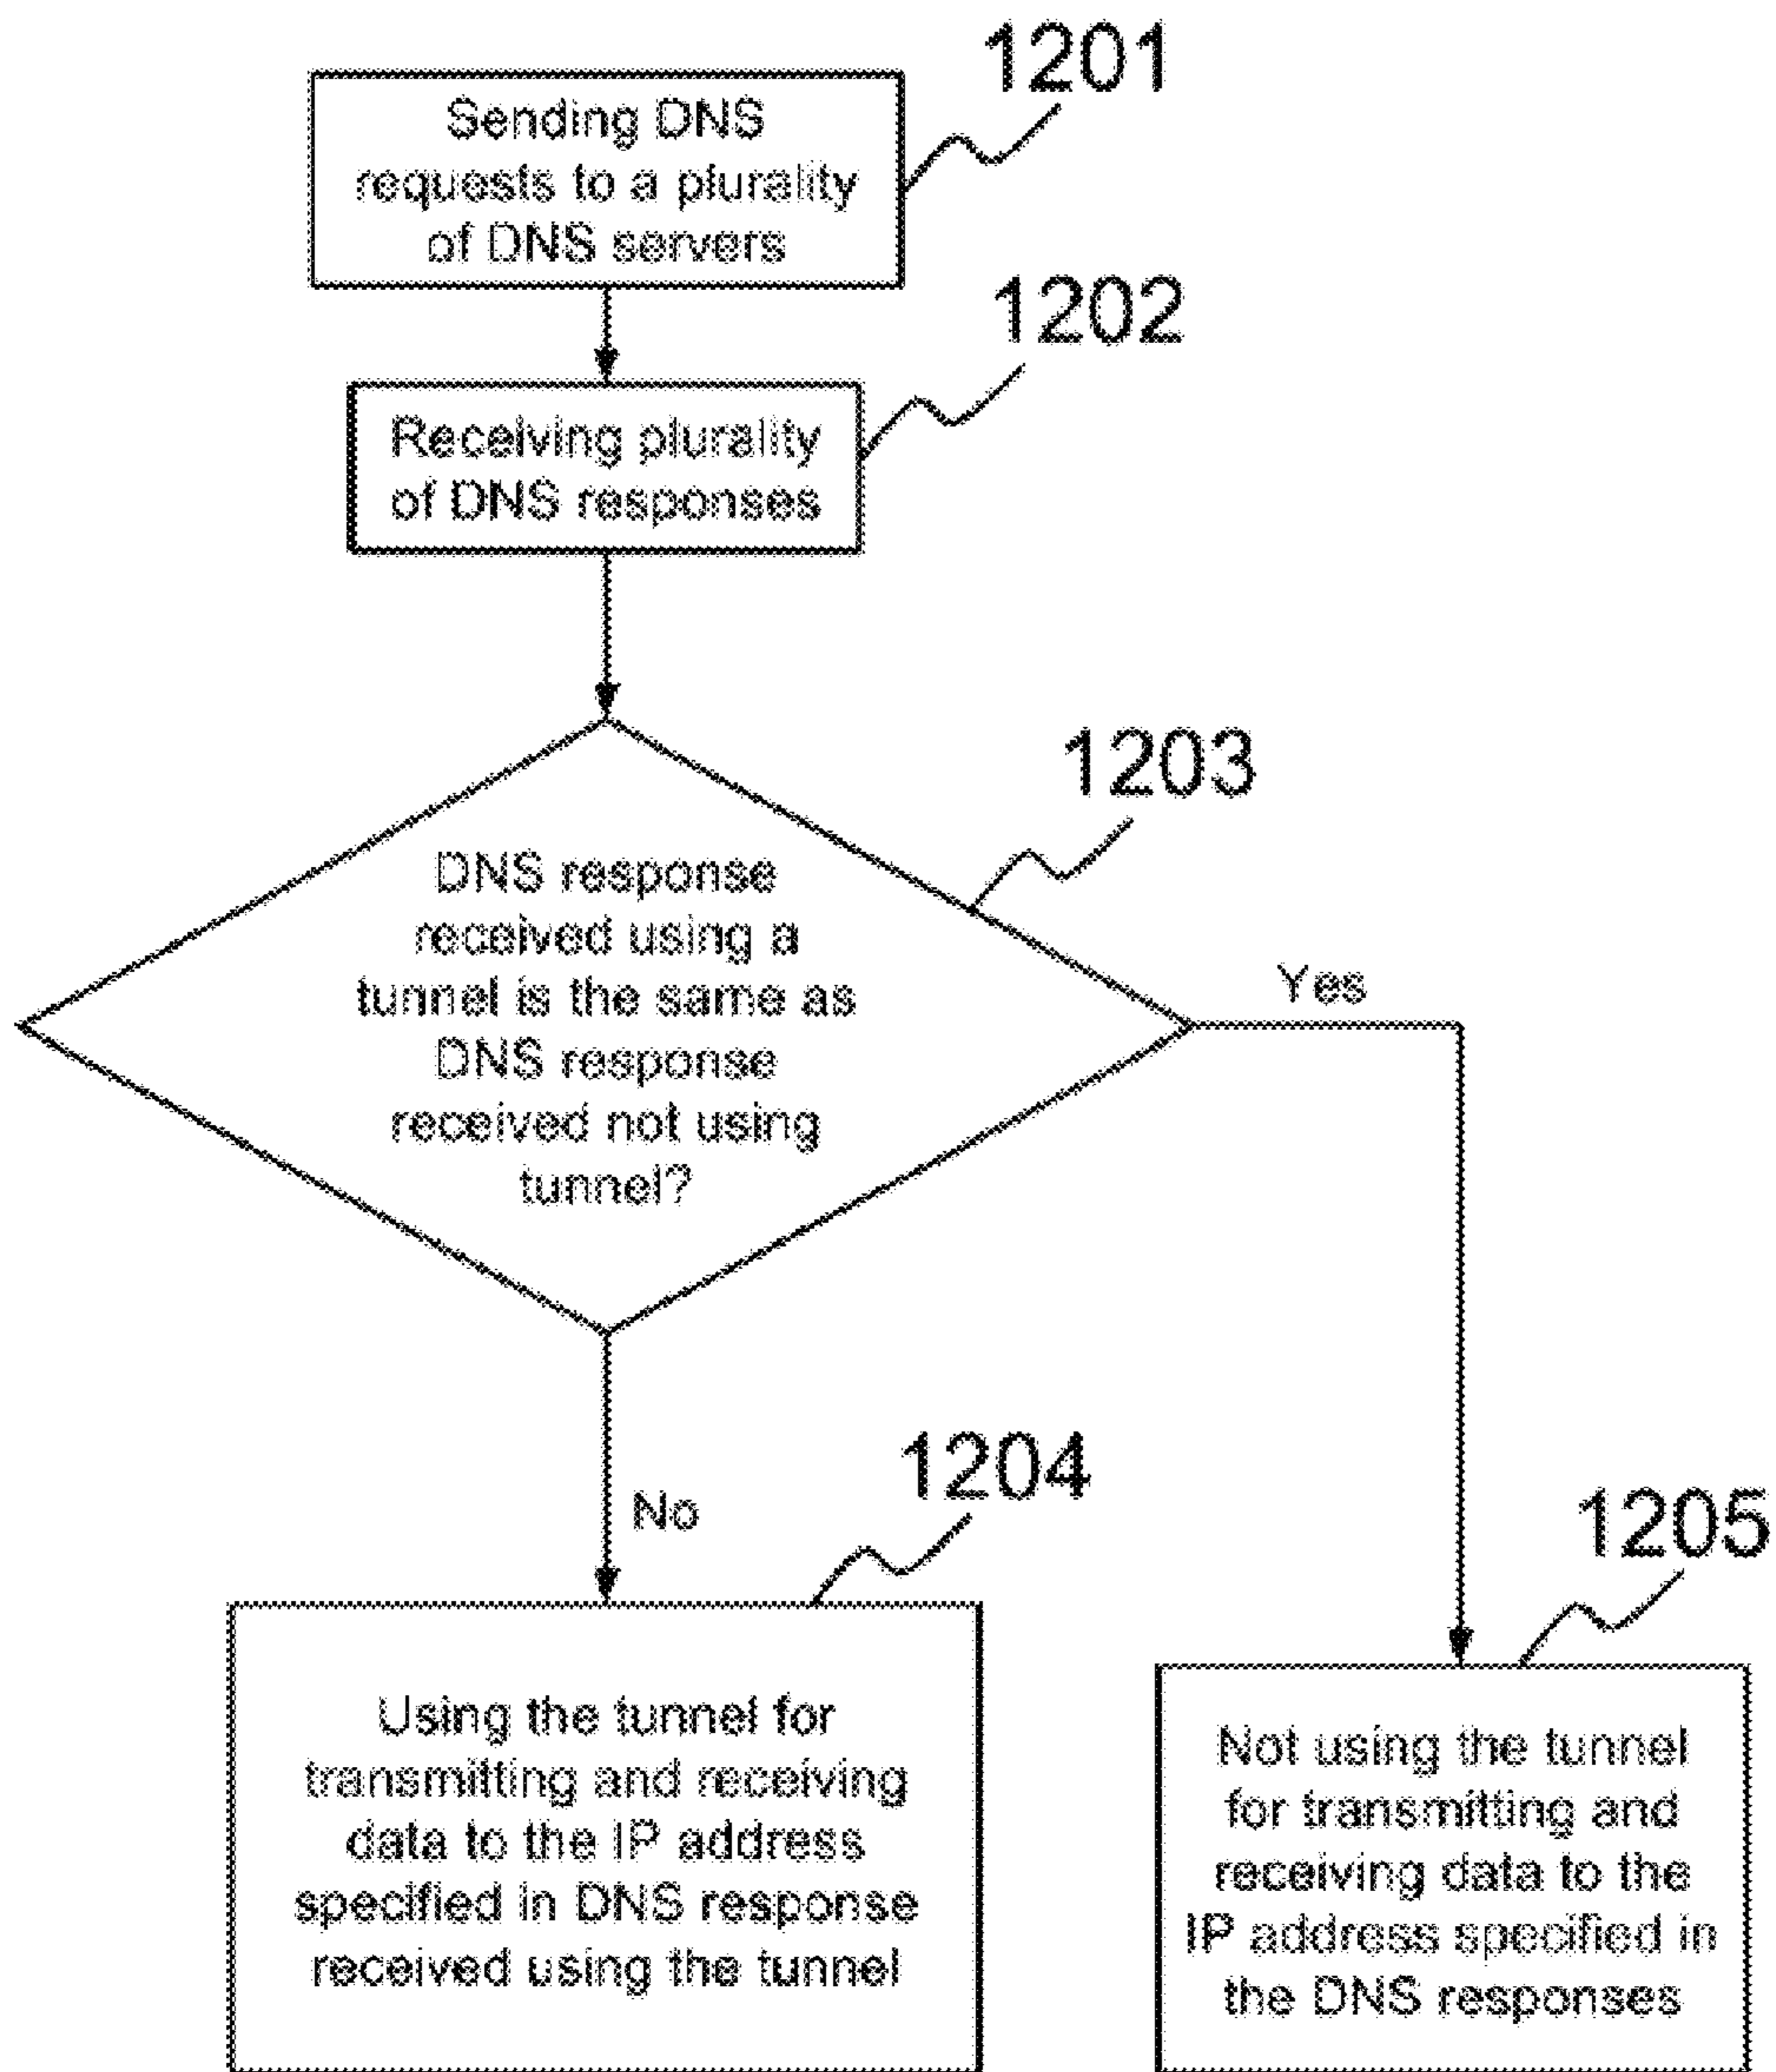 1201
Sending DNS
requests to a plurality
of DNS servers
1202
Receiving plurality
of DNS responses
1203
DNS response
received using a
tunnel is the same as
DNS response
received not using
tunnel?
Yes
No
1204
Using the tunnel for
transmitting and receiving
data to the IP address
specified in DNS response
received using the tunnel
1205
Not using the tunnel
for transmitting and
receiving data to the
IP address specified in
the DNS responses